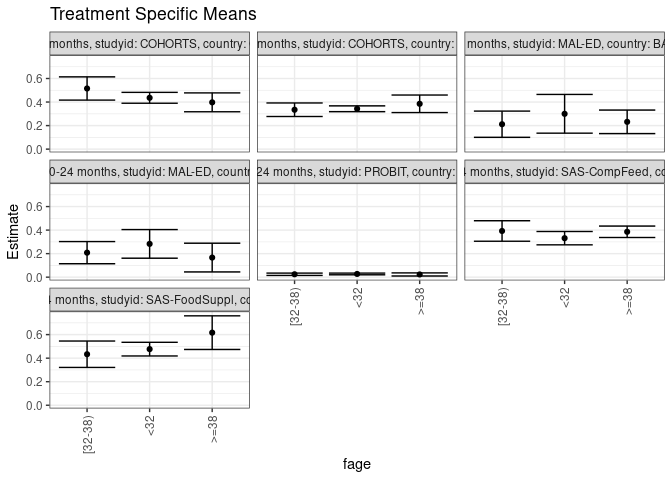 Treatment Specific Means
months, studyid: COHORTS, country:
months, studyid: COHORTS, country:
months, studyid: MAL-ED, country: BA
0.6
0.4
0.2
0.0
0-24 months, studyid: MAL-ED, countr
24 months, studyid: PROBIT, country:
months, studyid: SAS-CompFeed, co
Estimate
0.6
0.4
0.2
0.0
months, studyid: SAS-FoodSuppl, co
[32-38)
<32
>=38
[32-38)
<32
>=38
0.6
0.4
0.2
0.0
[32-38)
<32
>=38
fage